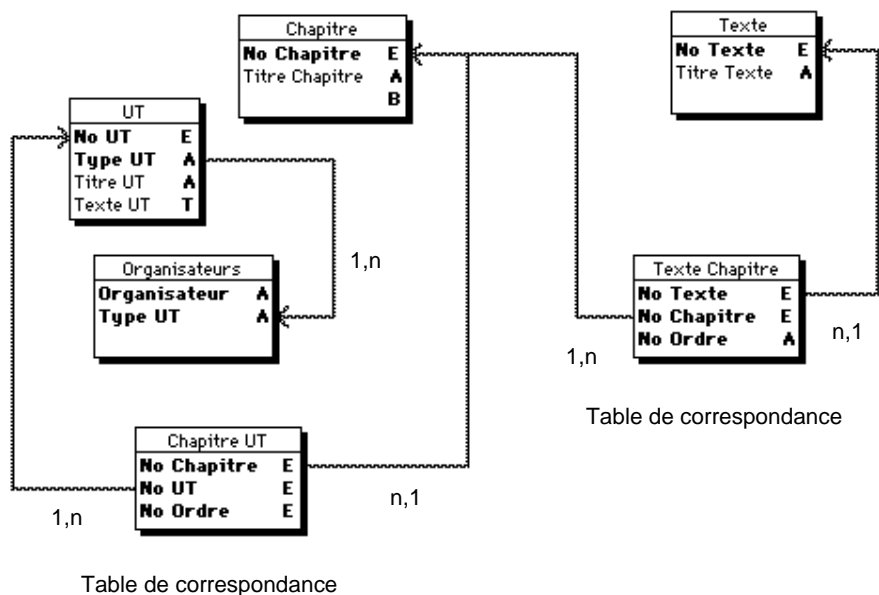 Chapitre
No Chapitre E
Titre Chapitre A
B
Texte
No Texte E
Titre Texte A
UT
No UT E
Type UT A
Titre UT A
Texte UT T
1,n
Organisateurs
Organisateur A
Type UT A
Texte Chapitre
No Texte E
No Chapitre E
No Ordre A
1,n
n,1
Table de correspondance
Chapitre UT
No Chapitre E
No UT E
No Ordre E
1,n
n,1
Table de correspondance